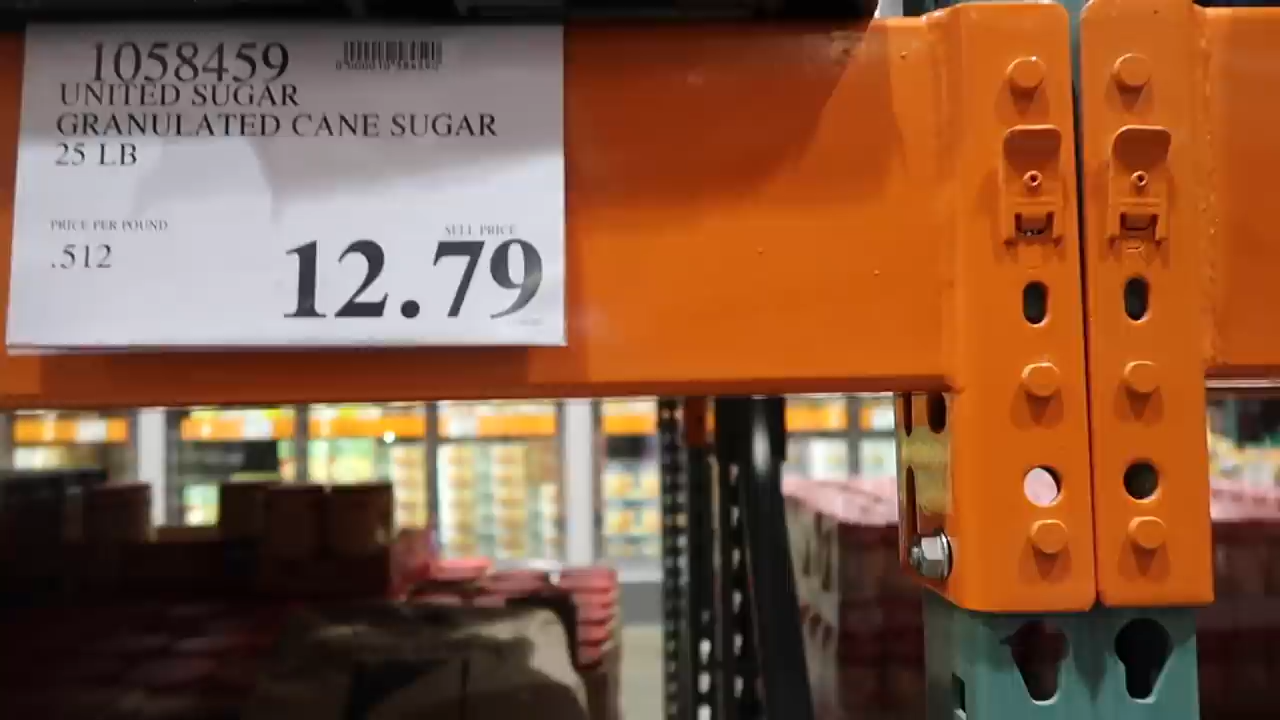 1058459
UNITED SUGAR
GRANULATED CANE SUGAR
25 LB
PRICE PER POUND
.512
SELL PRICE
12.79